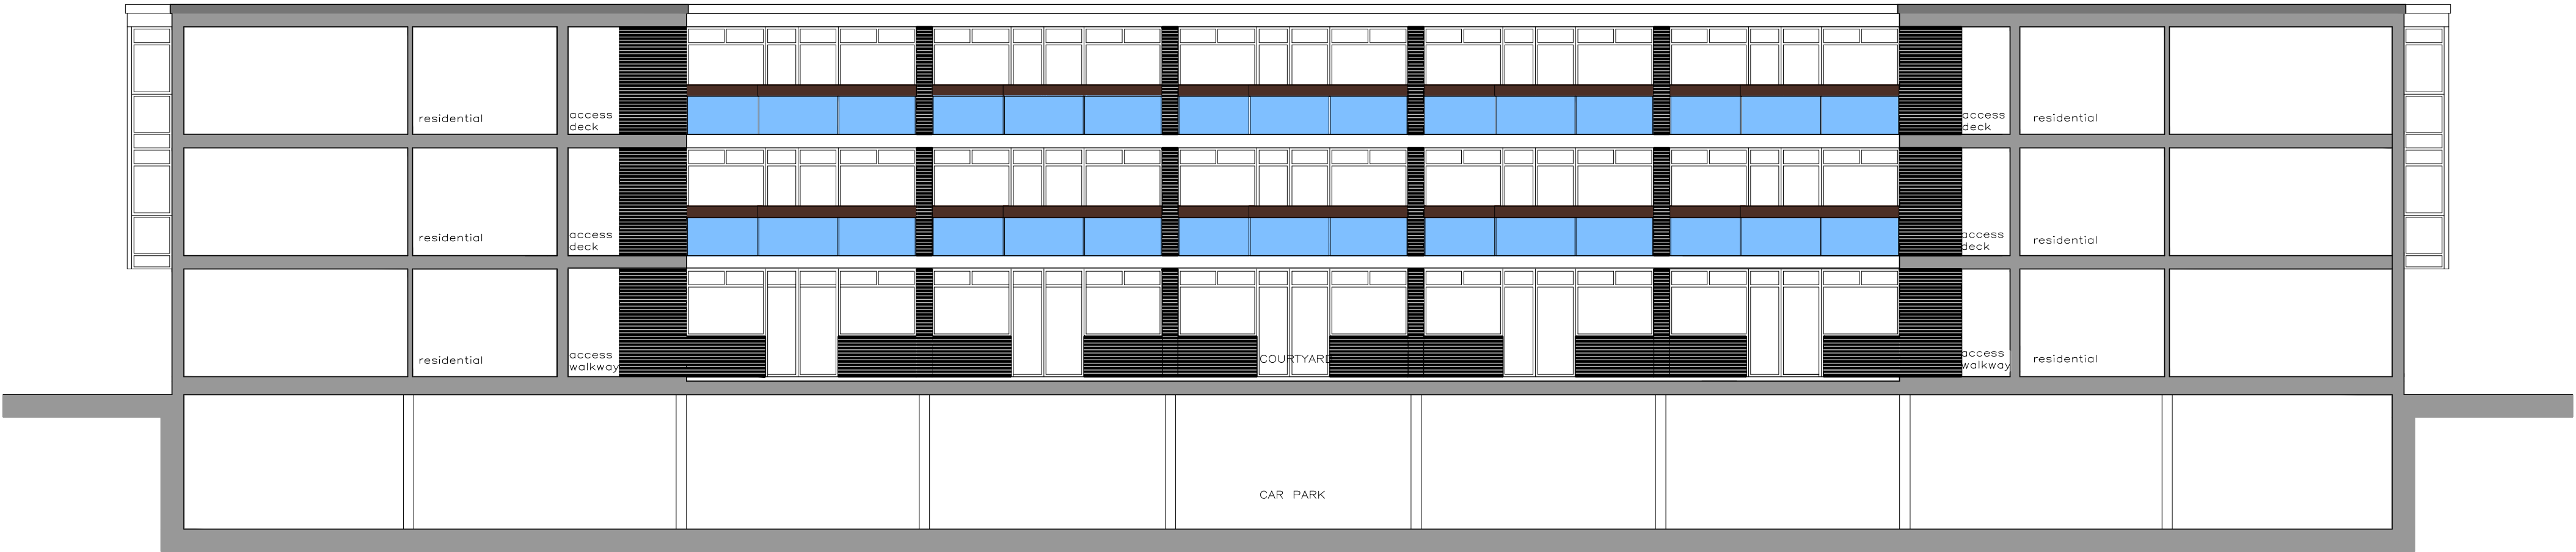 residential
access
deck
access
deck
residential
residential
access
deck
access
deck
residential
residential
access
walkway
COURTYARD
access
walkway
residential
CAR PARK